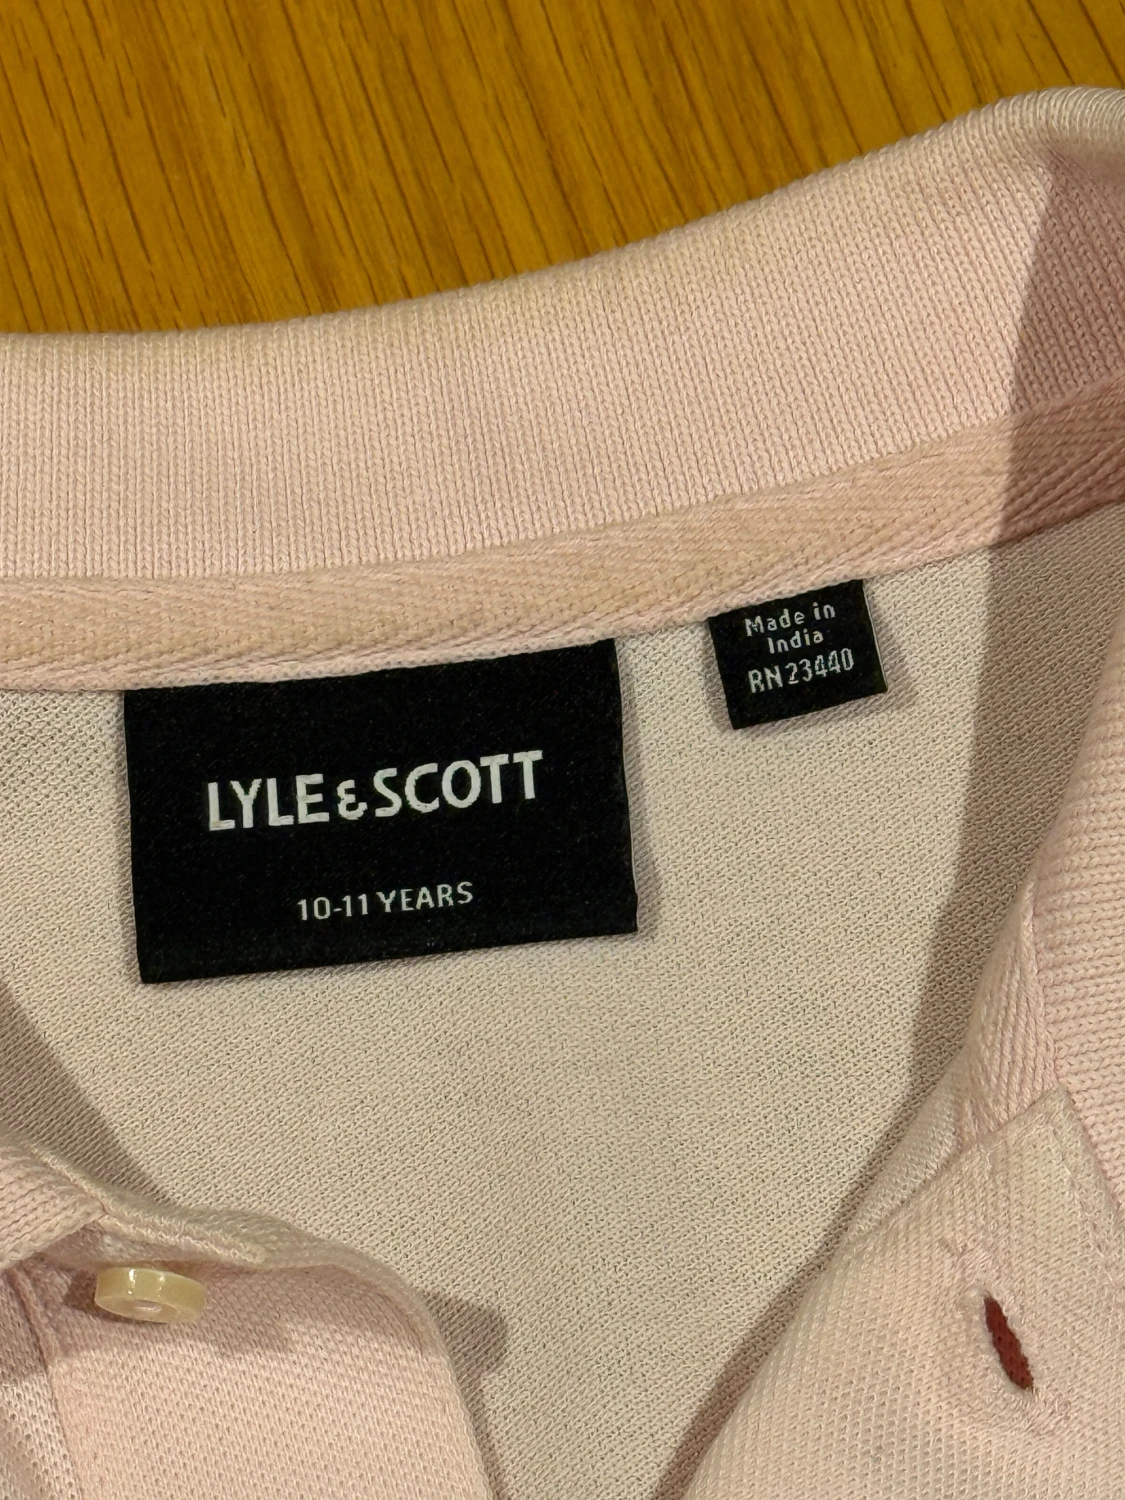 LYLE & SCOTT
10-11 YEARS
Made in
India
RN 23440